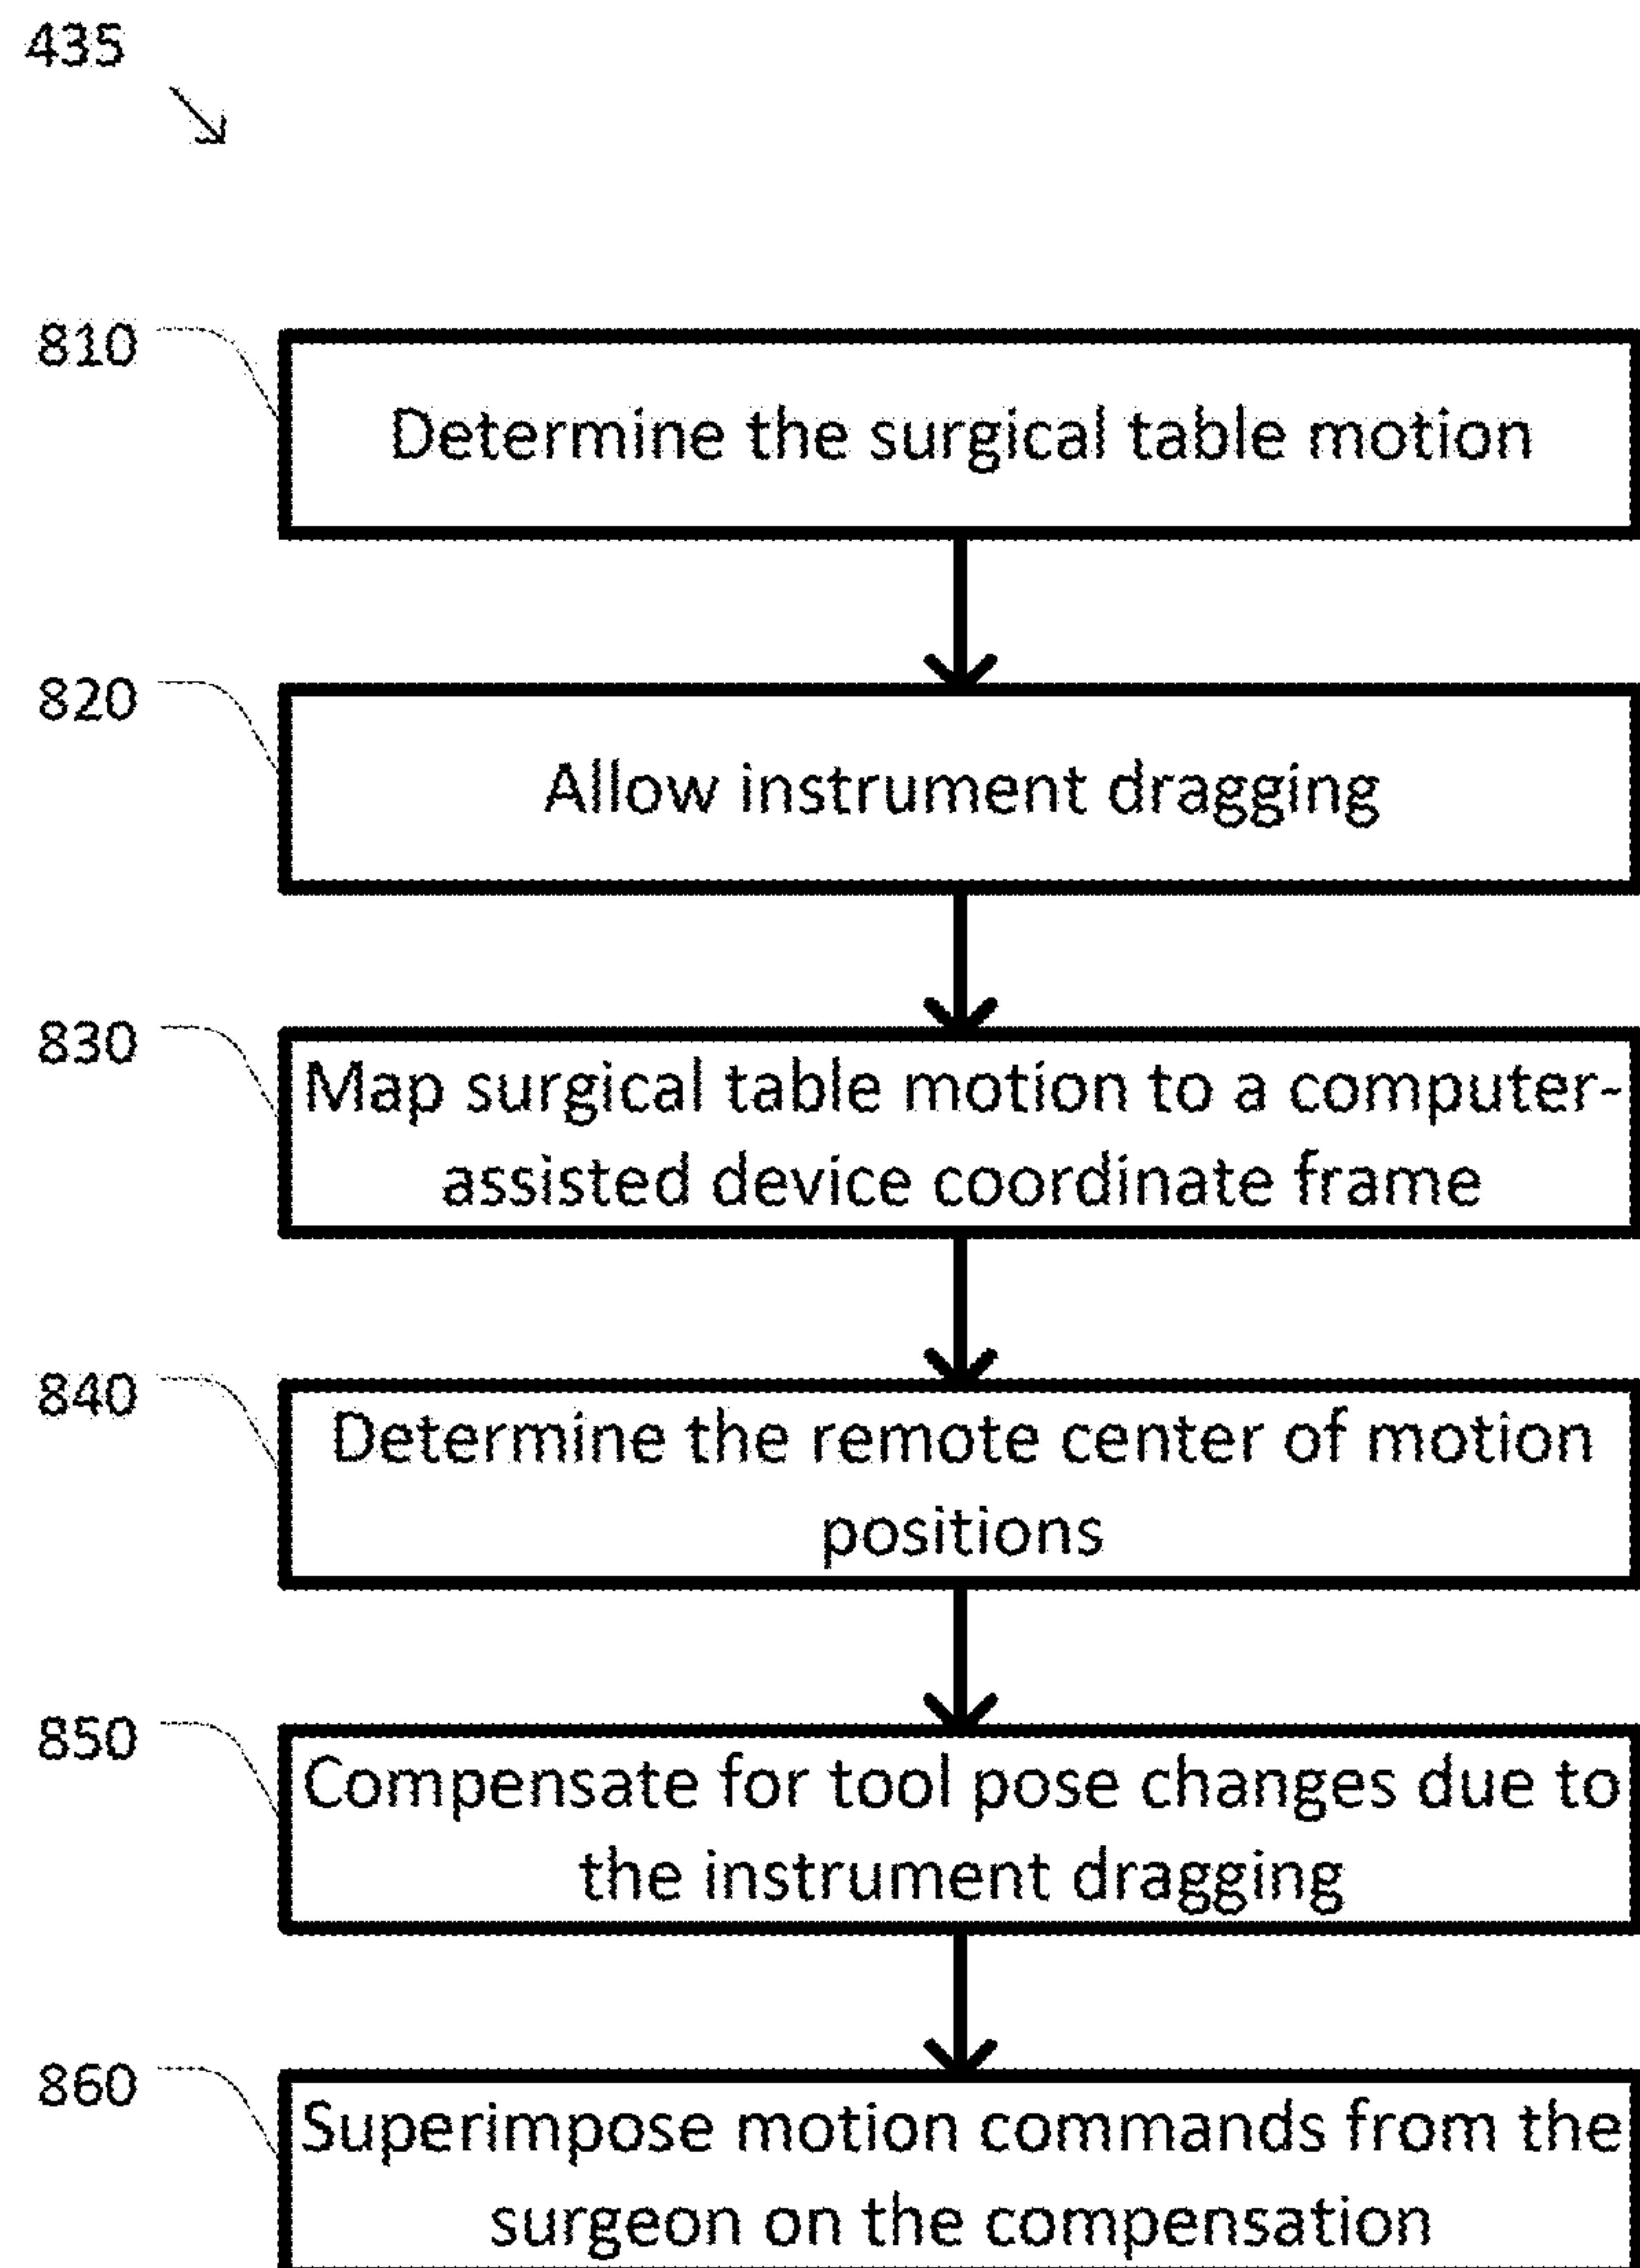 435
810
Determine the surgical table motion
820
Allow instrument dragging
830
Map surgical table motion to a computer-
assisted device coordinate frame
840
Determine the remote center of motion
positions
850
Compensate for tool pose changes due to
the instrument dragging
860
Superimpose motion commands from the
surgeon on the compensation